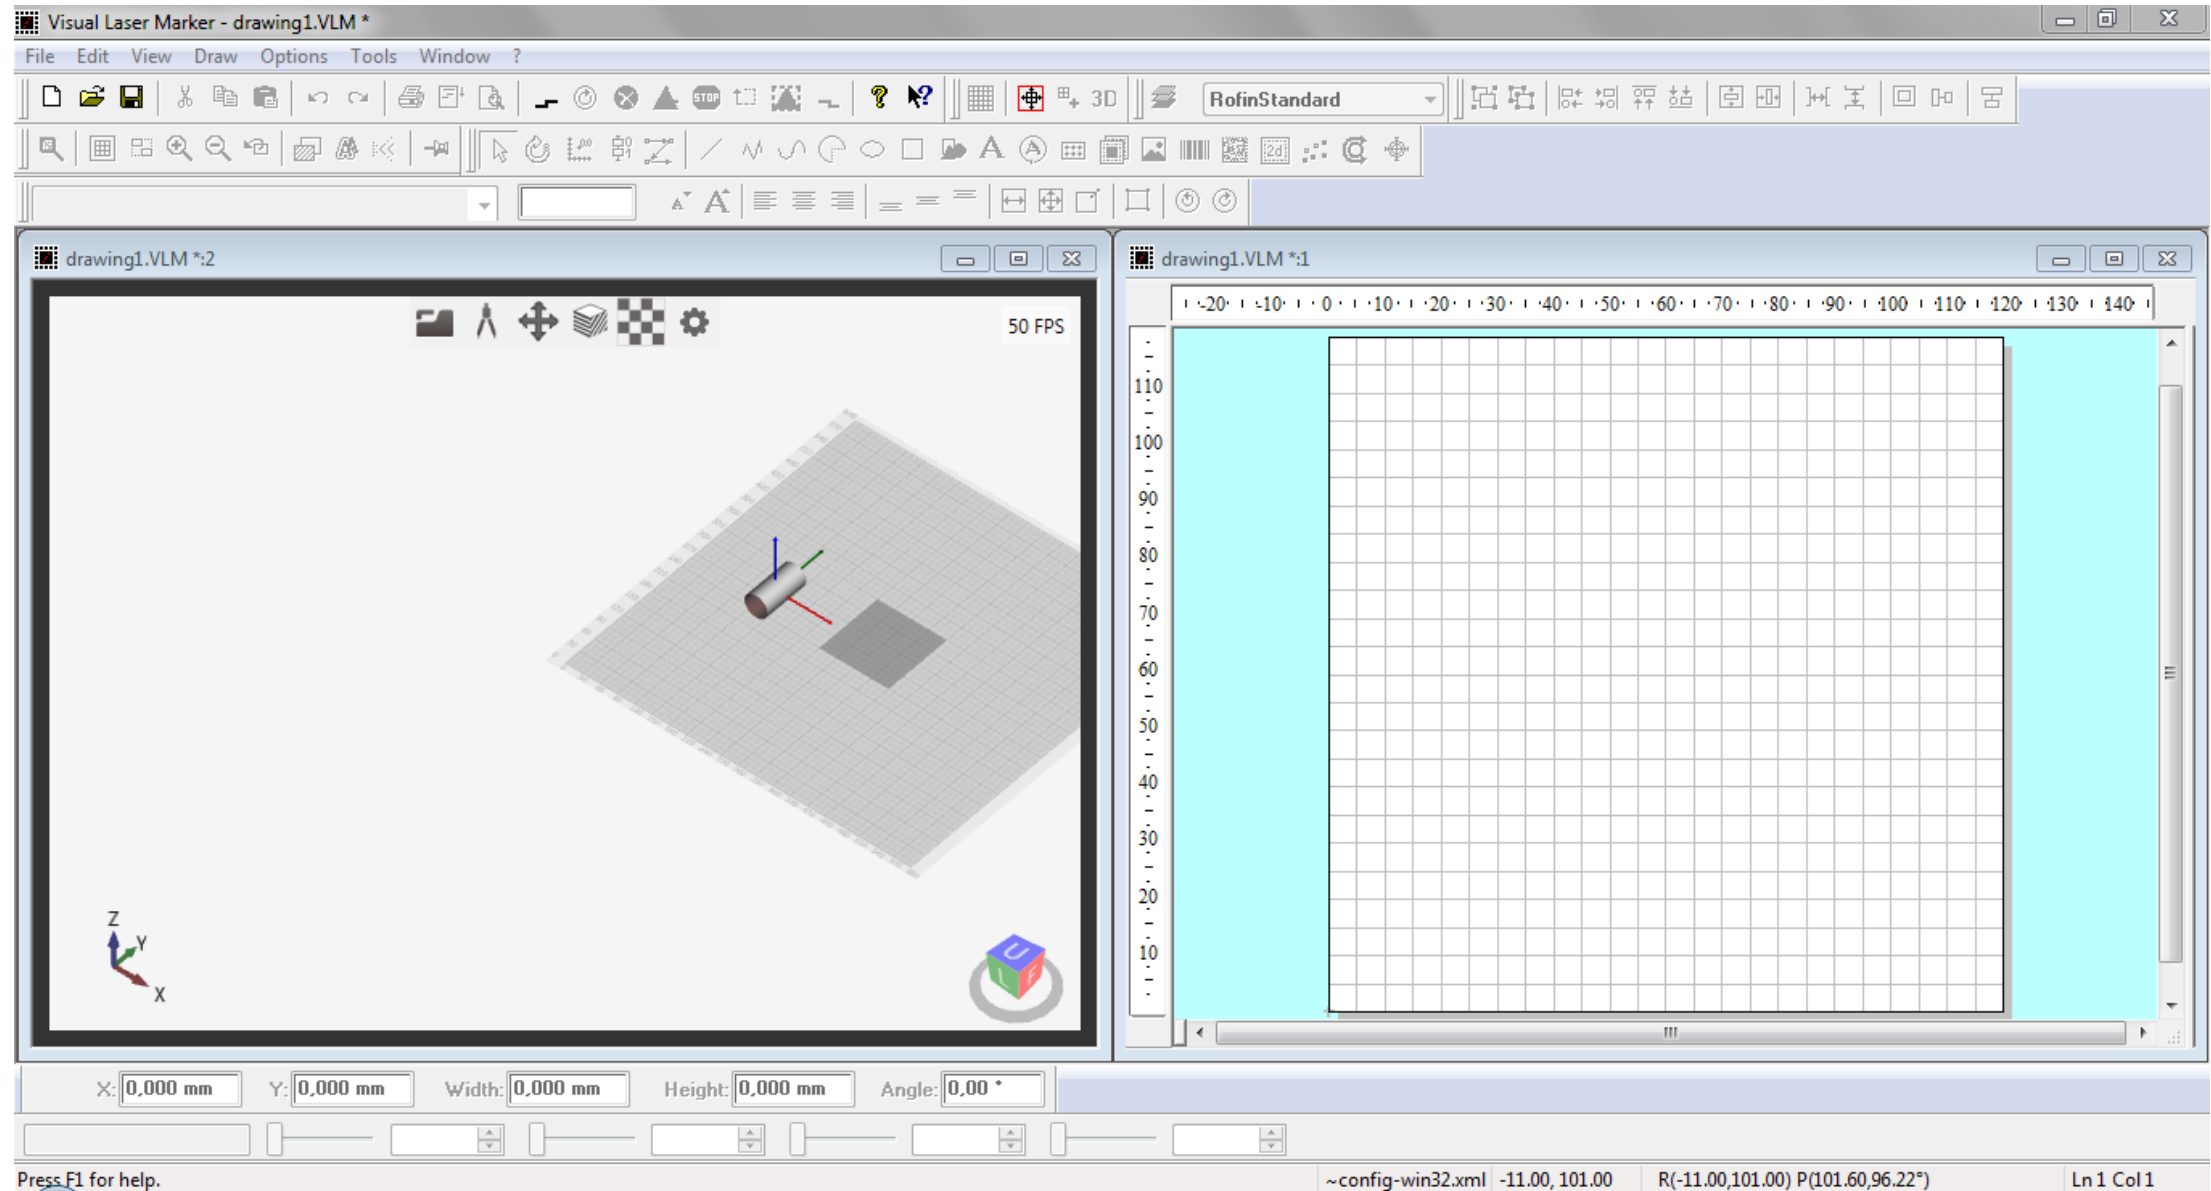 Visual Laser Marker - drawing1.VLM *
File Edit View Draw Options Tools Window ?
STOP ? ? 3D RofinStandard
2d
A A
drawing1.VLM *:2
drawing1.VLM *:1
50 FPS
-20 -10 0 10 20 30 40 50 60 70 80 90 100 110 120 130 140
110
100
90
80
70
60
50
40
30
20
10
Z
Y
X
U
L F
X: 0,000 mm Y: 0,000 mm Width: 0,000 mm Height: 0,000 mm Angle: 0,00 °
Press F1 for help. ~config-win32.xml -11.00, 101.00 R(-11.00,101.00) P(101.60,96.22°) Ln 1 Col 1